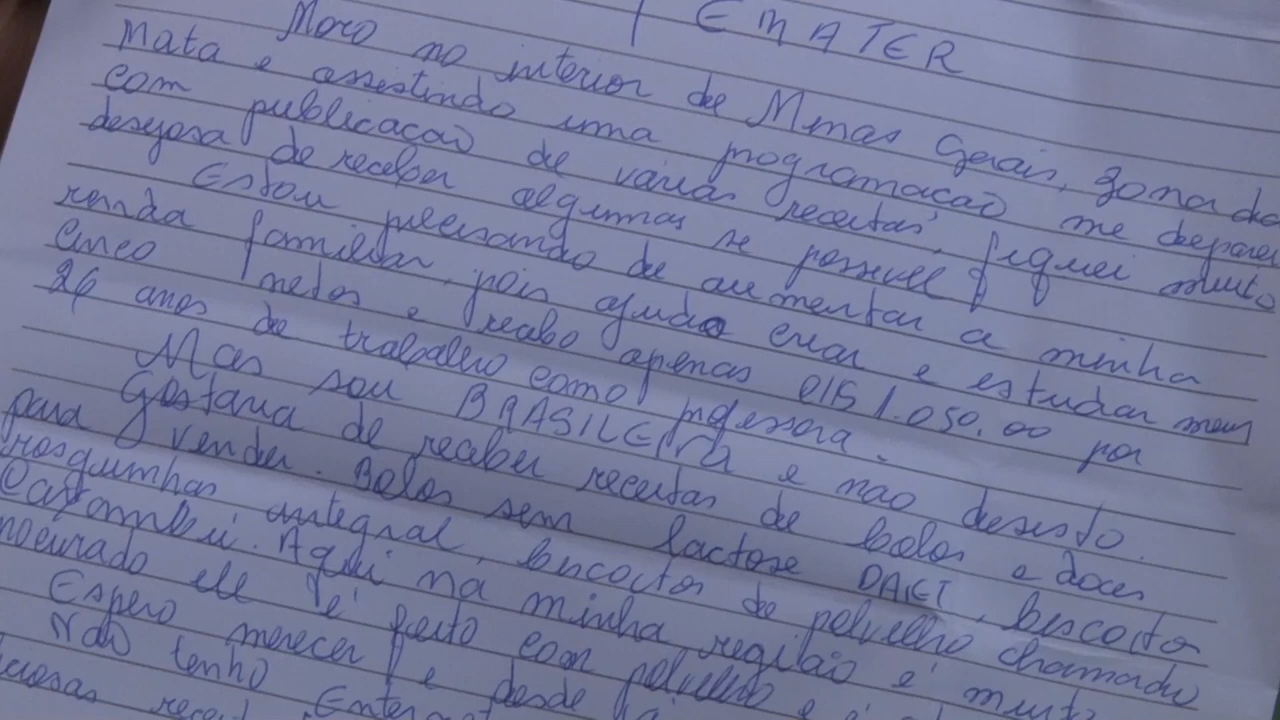 EMATER
Moro no interior de Minas Gerais, zona da
Mata e assistindo uma programação me deparei
com publicação de várias receitas, fiquei muito
desejosa de receber algumas se possivel
Estou precisando de aumentar a minha
renda familiar, pois ajudo criar e estudar meus
cinco netos e recebo apenas R$ 1.050,00 por
26 anos de trabalho como professora.
Mas sou BRASILEIRA e não desisto.
Gostaria de receber receitas de bolos e doces
para vender. Bolos sem lactose DAIET, biscoito
rosquinhas integral, biscoitos de polvilho chamado
Caxambu. Aqui na minha região é muito
procurado ele é feito com polvilho e
Espero merecer e desde
Não tenho